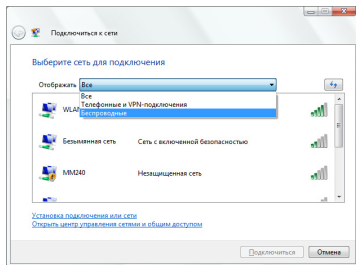 Подключиться к сети
Выберите сеть для подключения
Отображать Все
Все
Телефонные и VPN-подключения
Беспроводные
WLAN
Безымянная сеть Сеть с включенной безопасностью
MM240 Незащищенная сеть
Установка подключения или сети
Открыть центр управления сетями и общим доступом
Подключиться Отмена